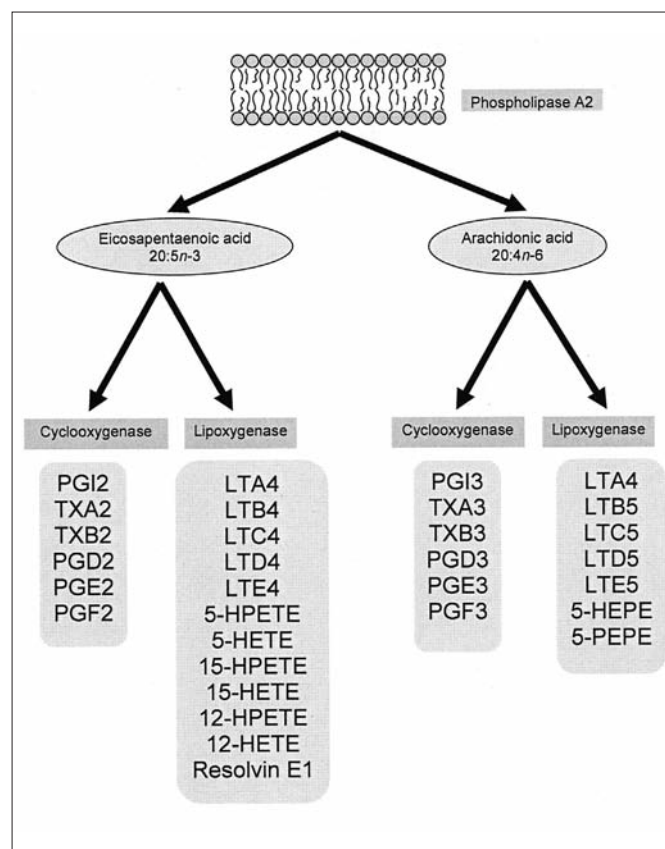 Phospholipase A2
Eicosapentaenoic acid
20:5n-3
Arachidonic acid
20:4n-6
Cyclooxygenase
Lipoxygenase
Cyclooxygenase
Lipoxygenase
PGI2
TXA2
TXB2
PGD2
PGE2
PGF2
LTA4
LTB4
LTC4
LTD4
LTE4
5-HPETE
5-HETE
15-HPETE
15-HETE
12-HPETE
12-HETE
Resolvin E1
PGI3
TXA3
TXB3
PGD3
PGE3
PGF3
LTA4
LTB5
LTC5
LTD5
LTE5
5-HEPE
5-PEPE